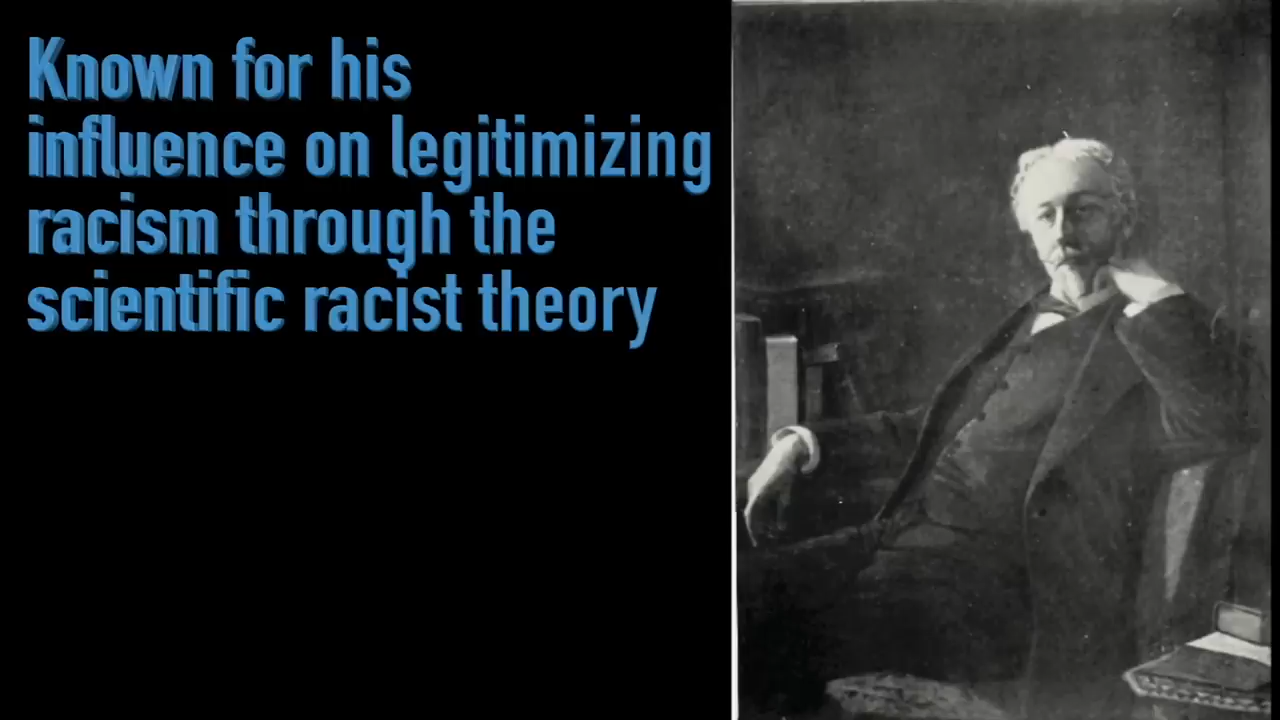 Known for his
influence on legitimizing
racism through the
scientific racist theory